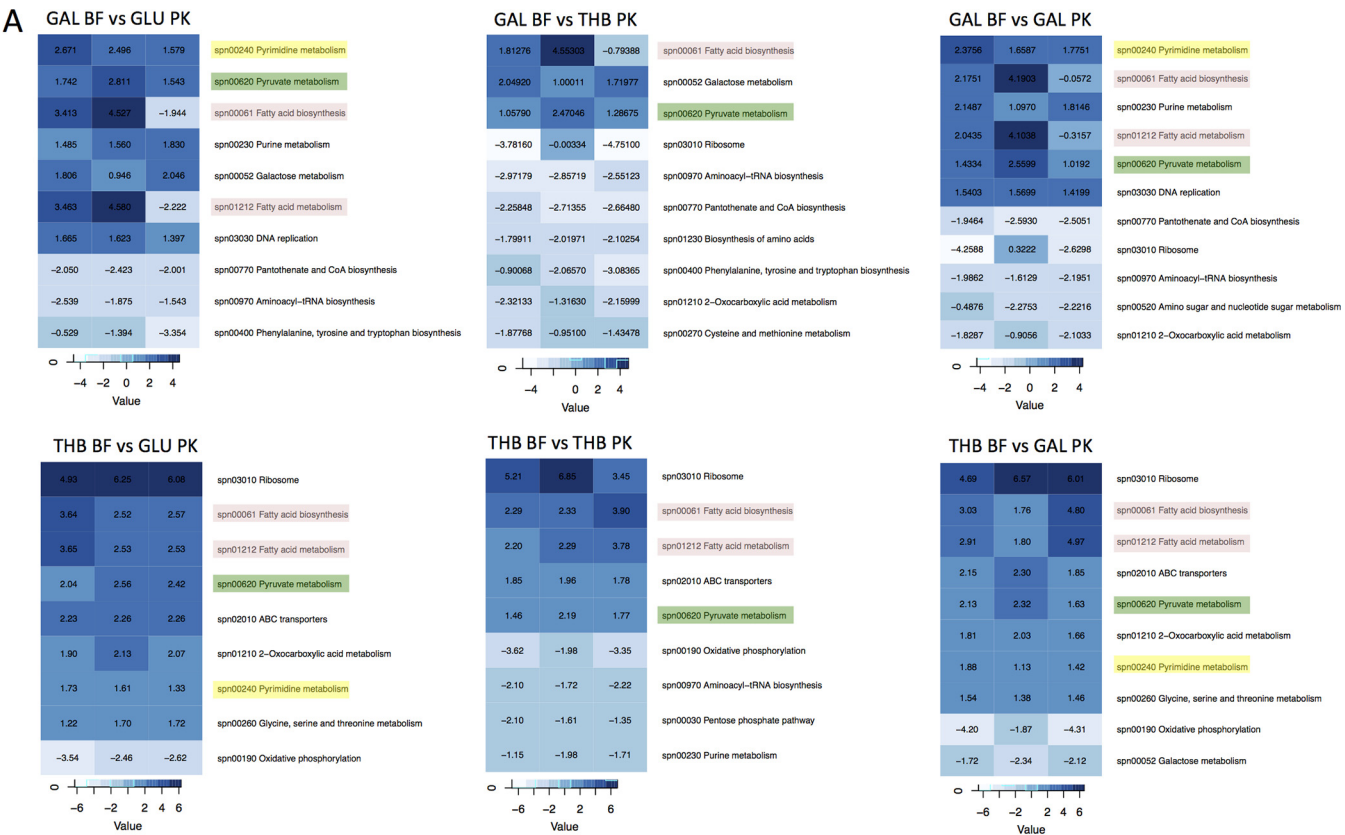 A
GAL BF vs GLU PK
2.671 2.496 1.579 spn00240 Pyrimidine metabolism
1.742 2.811 1.543 spn00620 Pyruvate metabolism
3.413 4.527 −1.944 spn00061 Fatty acid biosynthesis
1.485 1.560 1.830 spn00230 Purine metabolism
1.806 0.946 2.046 spn00052 Galactose metabolism
3.463 4.580 −2.222 spn01212 Fatty acid metabolism
1.665 1.623 1.397 spn03030 DNA replication
−2.050 −2.423 −2.001 spn00770 Pantothenate and CoA biosynthesis
−2.539 −1.875 −1.543 spn00970 Aminoacyl−tRNA biosynthesis
−0.529 −1.394 −3.354 spn00400 Phenylalanine, tyrosine and tryptophan biosynthesis
0
−4 −2 0 2 4
Value
GAL BF vs THB PK
1.81276 4.55303 −0.79388 spn00061 Fatty acid biosynthesis
2.04920 1.00011 1.71977 spn00052 Galactose metabolism
1.05790 2.47046 1.28675 spn00620 Pyruvate metabolism
−3.78160 −0.00334 −4.75100 spn03010 Ribosome
−2.97179 −2.85719 −2.55123 spn00970 Aminoacyl−tRNA biosynthesis
−2.25848 −2.71355 −2.66480 spn00770 Pantothenate and CoA biosynthesis
−1.79911 −2.01971 −2.10254 spn01230 Biosynthesis of amino acids
−0.90068 −2.06570 −3.08365 spn00400 Phenylalanine, tyrosine and tryptophan biosynthesis
−2.32133 −1.31630 −2.15999 spn01210 2−Oxocarboxylic acid metabolism
−1.87768 −0.95100 −1.43478 spn00270 Cysteine and methionine metabolism
0
−4 0 2 4
Value
GAL BF vs GAL PK
2.3756 1.6587 1.7751 spn00240 Pyrimidine metabolism
2.1751 4.1903 −0.0572 spn00061 Fatty acid biosynthesis
2.1487 1.0970 1.8146 spn00230 Purine metabolism
2.0435 4.1038 −0.3157 spn01212 Fatty acid metabolism
1.4334 2.5599 1.0192 spn00620 Pyruvate metabolism
1.5403 1.5699 1.4199 spn03030 DNA replication
−1.9464 −2.5930 −2.5051 spn00770 Pantothenate and CoA biosynthesis
−4.2588 0.3222 −2.6298 spn03010 Ribosome
−1.9862 −1.6129 −2.1951 spn00970 Aminoacyl−tRNA biosynthesis
−0.4876 −2.2753 −2.2216 spn00520 Amino sugar and nucleotide sugar metabolism
−1.8287 −0.9056 −2.1033 spn01210 2−Oxocarboxylic acid metabolism
0
−4 −2 0 2 4
Value
THB BF vs GLU PK
4.93 6.25 6.08 spn03010 Ribosome
3.64 2.52 2.57 spn00061 Fatty acid biosynthesis
3.65 2.53 2.53 spn01212 Fatty acid metabolism
2.04 2.56 2.42 spn00620 Pyruvate metabolism
2.23 2.26 2.26 spn02010 ABC transporters
1.90 2.13 2.07 spn01210 2−Oxocarboxylic acid metabolism
1.73 1.61 1.33 spn00240 Pyrimidine metabolism
1.22 1.70 1.72 spn00260 Glycine, serine and threonine metabolism
−3.54 −2.46 −2.62 spn00190 Oxidative phosphorylation
0
−6 −2 2 4 6
Value
THB BF vs THB PK
5.21 6.65 3.45 spn03010 Ribosome
2.29 2.33 3.90 spn00061 Fatty acid biosynthesis
2.20 2.29 3.78 spn01212 Fatty acid metabolism
1.85 1.96 1.78 spn02010 ABC transporters
1.46 2.19 1.77 spn00620 Pyruvate metabolism
−3.62 −1.98 −3.35 spn00190 Oxidative phosphorylation
−2.10 −1.72 −2.22 spn00970 Aminoacyl−tRNA biosynthesis
−2.10 −1.61 −1.35 spn00030 Pentose phosphate pathway
−1.15 −1.98 −1.71 spn00230 Purine metabolism
0
−6 −2 2 4 6
Value
THB BF vs GAL PK
4.69 6.57 6.01 spn03010 Ribosome
3.03 1.76 4.80 spn00061 Fatty acid biosynthesis
2.91 1.80 4.97 spn01212 Fatty acid metabolism
2.15 2.30 1.85 spn02010 ABC transporters
2.13 2.32 1.63 spn00620 Pyruvate metabolism
1.81 2.03 1.66 spn01210 2−Oxocarboxylic acid metabolism
1.88 1.13 1.42 spn00240 Pyrimidine metabolism
1.54 1.38 1.46 spn00260 Glycine, serine and threonine metabolism
−4.20 −1.87 −4.31 spn00190 Oxidative phosphorylation
−1.72 −2.34 −2.12 spn00052 Galactose metabolism
0
−6 −2 2 4 6
Value